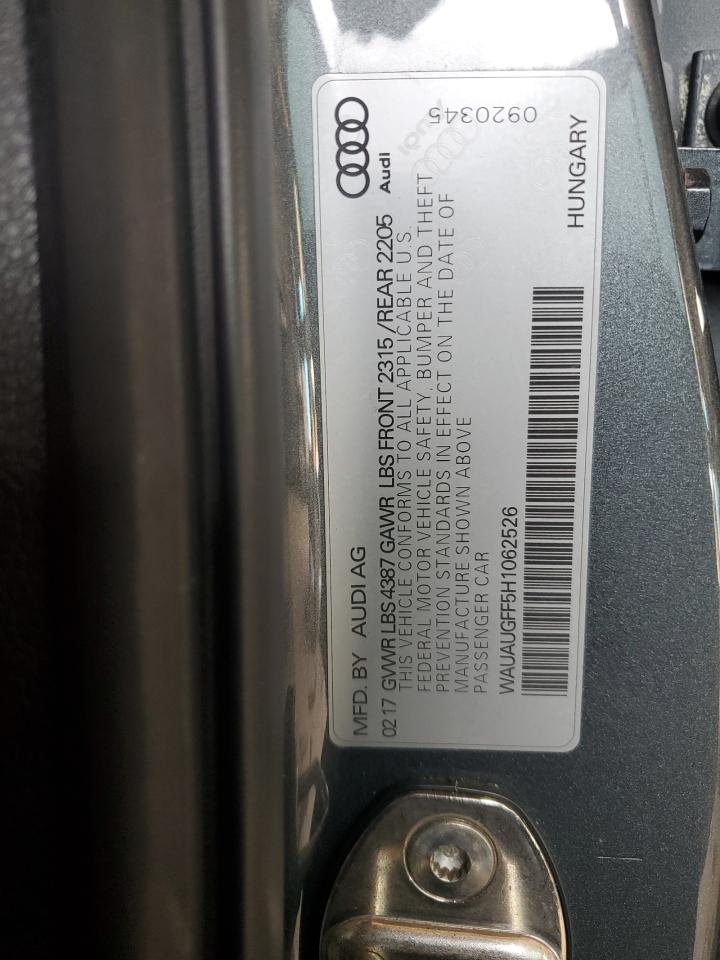 MFD. BY AUDI AG
Audi
0217 GVWR LBS 4387 GAWR LBS FRONT 2315 / REAR 2205
THIS VEHICLE CONFORMS TO ALL APPLICABLE U.S.
FEDERAL MOTOR VEHICLE SAFETY, BUMPER AND THEFT
PREVENTION STANDARDS IN EFFECT ON THE DATE OF
MANUFACTURE SHOWN ABOVE
PASSENGER CAR
WAUAUGFF5H1062526
HUNGARY
0920345